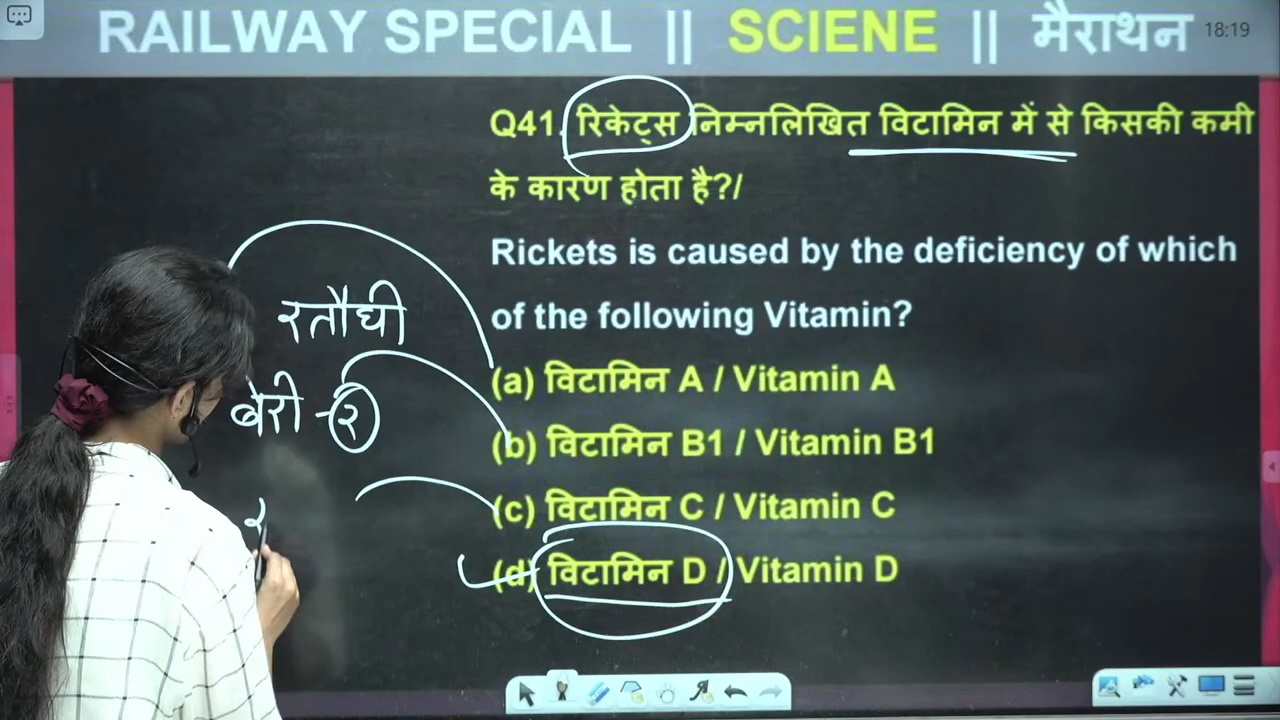 RAILWAY SPECIAL || SCIENE || मैराथन 18:19
Q41. रिकेट्स निम्नलिखित विटामिन में से किसकी कमी
के कारण होता है?/
Rickets is caused by the deficiency of which
of the following Vitamin?
(a) विटामिन A / Vitamin A
(b) विटामिन B1 / Vitamin B1
(c) विटामिन C / Vitamin C
(d) विटामिन D / Vitamin D
रतौधी
बेरी -२